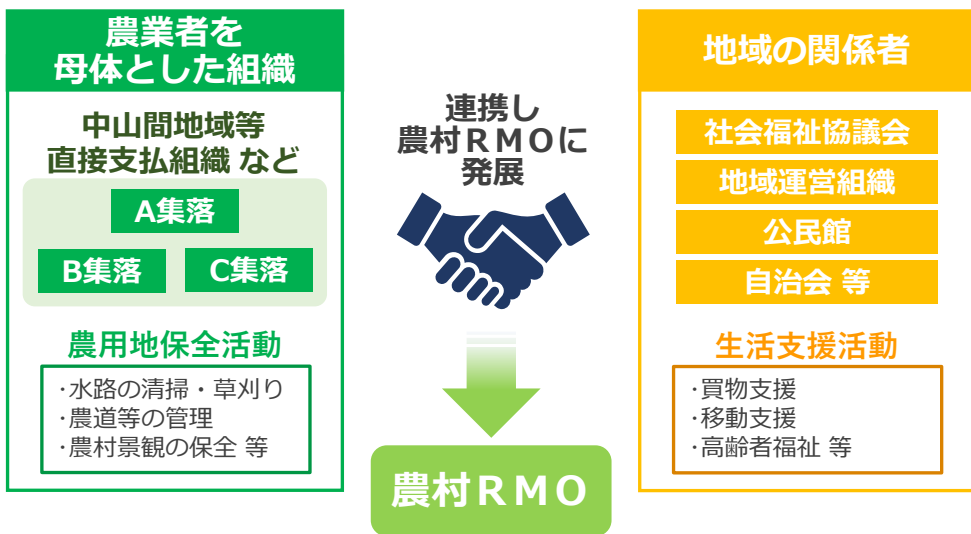 農業者を
母体とした組織
中山間地域等
直接支払組織 など
A集落
B集落
C集落
農用地保全活動
・水路の清掃・草刈り
・農道等の管理
・農村景観の保全 等
連携し
農村ＲＭＯに
発展
農村ＲＭＯ
地域の関係者
社会福祉協議会
地域運営組織
公民館
自治会 等
生活支援活動
・買物支援
・移動支援
・高齢者福祉 等